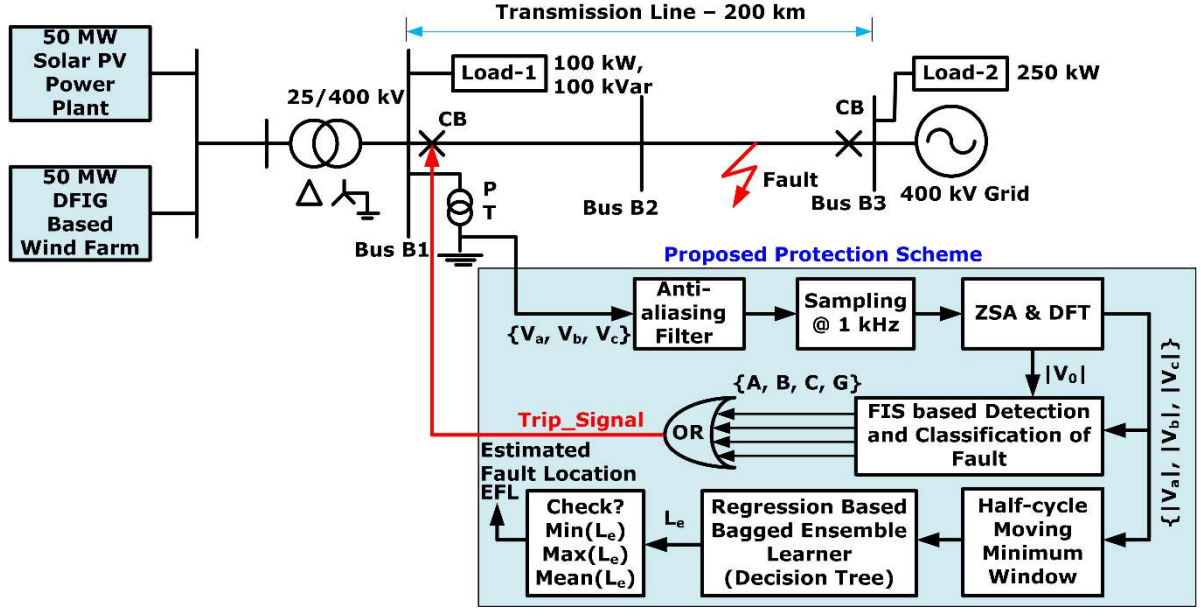 Transmission Line – 200 km
50 MW
Solar PV
Power
Plant
50 MW
DFIG
Based
Wind Farm
25/400 kV
Δ
Load-1
100 kW,
100 kVar
CB
P
T
Bus B1
Bus B2
Fault
CB
Bus B3
Load-2
250 kW
400 kV Grid
Proposed Protection Scheme
{Vₐ, V_b, V_c}
Anti-
aliasing
Filter
Sampling
@ 1 kHz
ZSA & DFT
|V₀|
{|Vₐ|, |V_b|, |V_c|}
{A, B, C, G}
FIS based Detection
and Classification of
Fault
OR
Trip_Signal
Half-cycle
Moving
Minimum
Window
Regression Based
Bagged Ensemble
Learner
(Decision Tree)
Lₑ
Check?
Min(Lₑ)
Max(Lₑ)
Mean(Lₑ)
Estimated
Fault Location
EFL